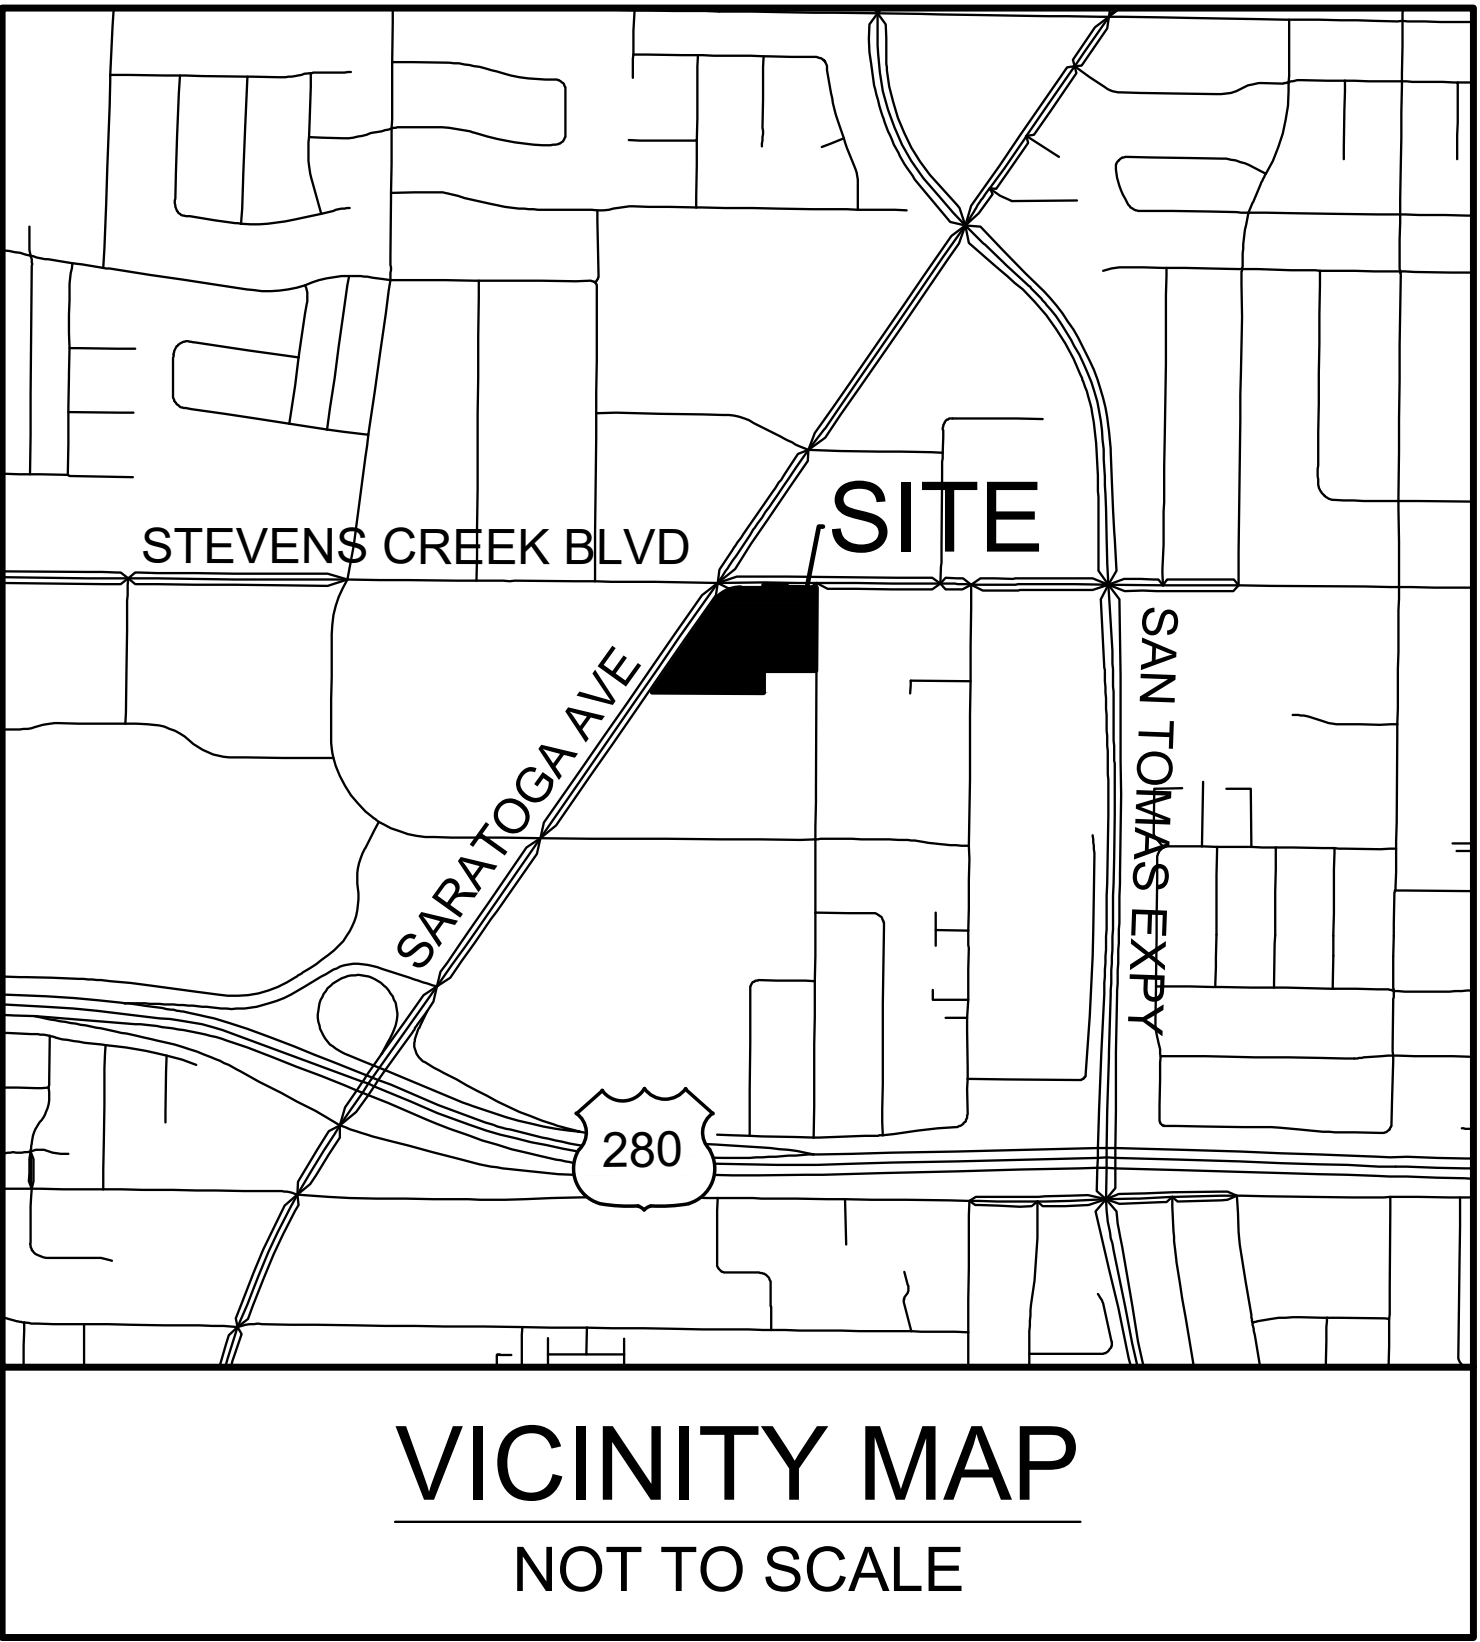 SITE
STEVENS CREEK BLVD
SARATOGA AVE
SAN TOMAS EXPY
280
VICINITY MAP
NOT TO SCALE